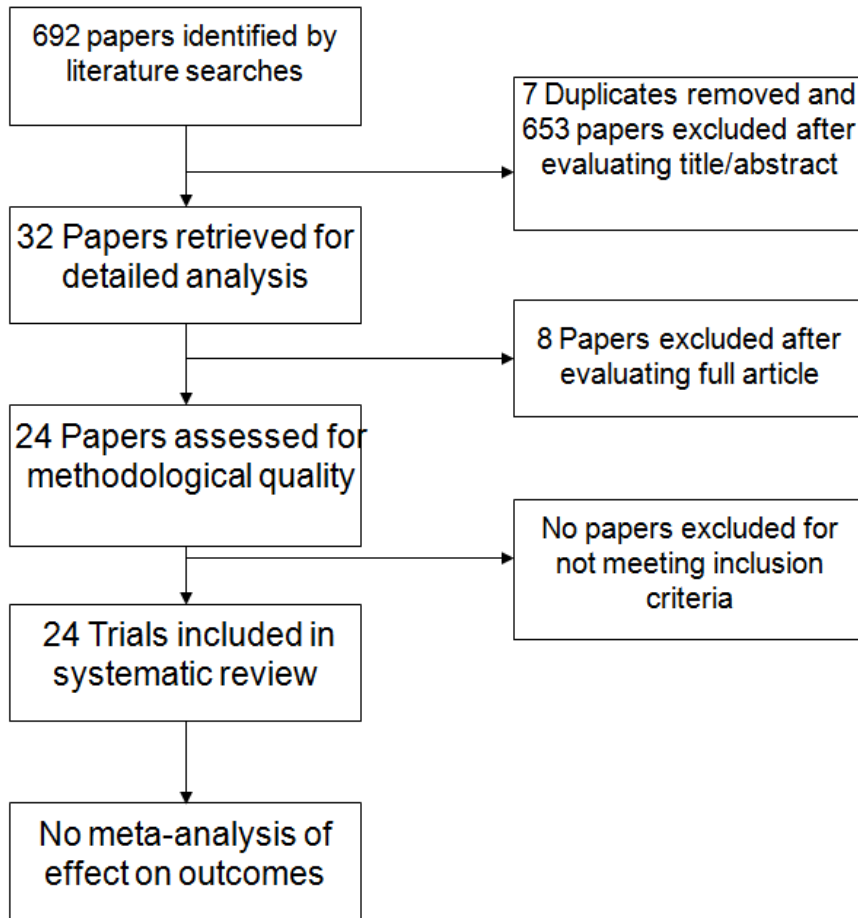 692 papers identified by
literature searches
7 Duplicates removed and
653 papers excluded after
evaluating title/abstract
32 Papers retrieved for
detailed analysis
8 Papers excluded after
evaluating full article
24 Papers assessed for
methodological quality
No papers excluded for
not meeting inclusion
criteria
24 Trials included in
systematic review
No meta-analysis of
effect on outcomes